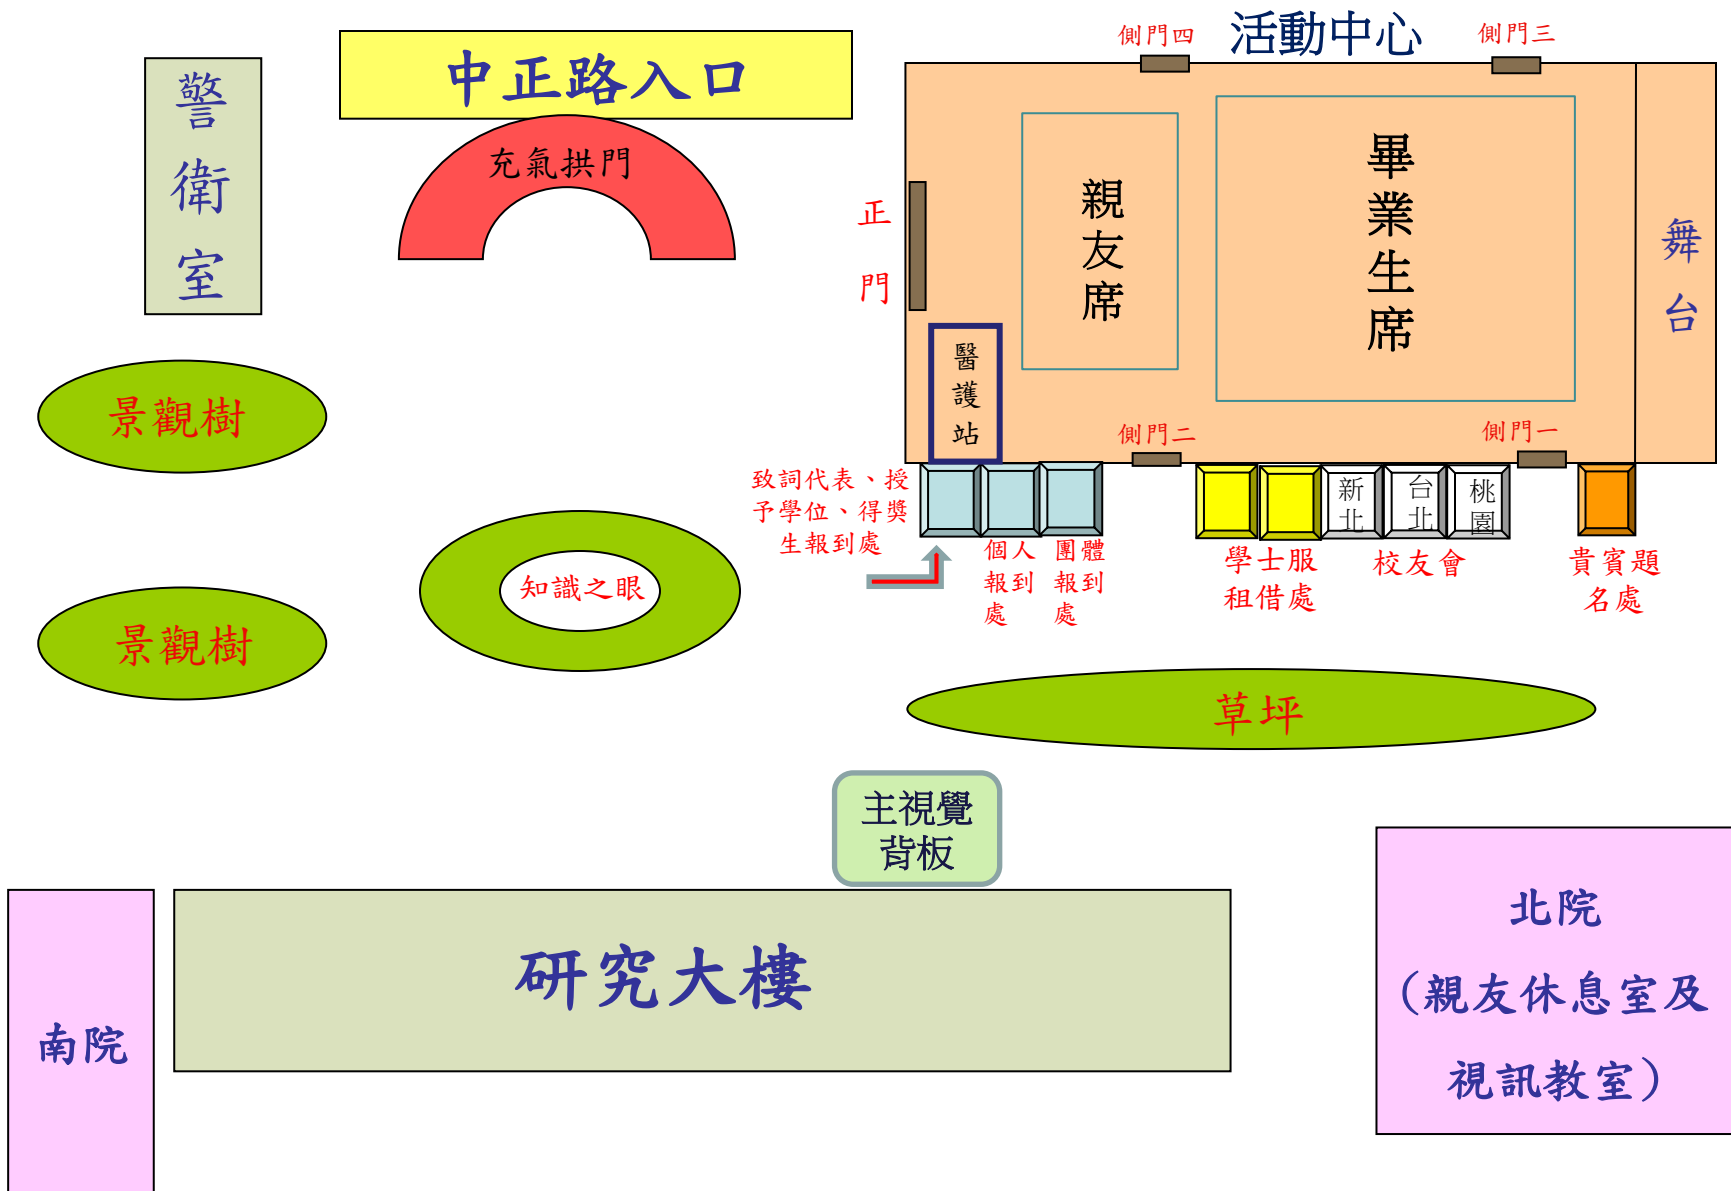 活動中心
側門四
側門三
中正路入口
充氣拱門
警衛室
正門
親友席
畢業生席
舞台
醫護站
側門二
側門一
景觀樹
致詞代表、授
予學位、得獎
生報到處
個人
報到
處
團體
報到
處
新北
台北
桃園
學士服
租借處
校友會
貴賓題
名處
知識之眼
景觀樹
草坪
主視覺
背板
研究大樓
南院
北院
（親友休息室及
視訊教室）